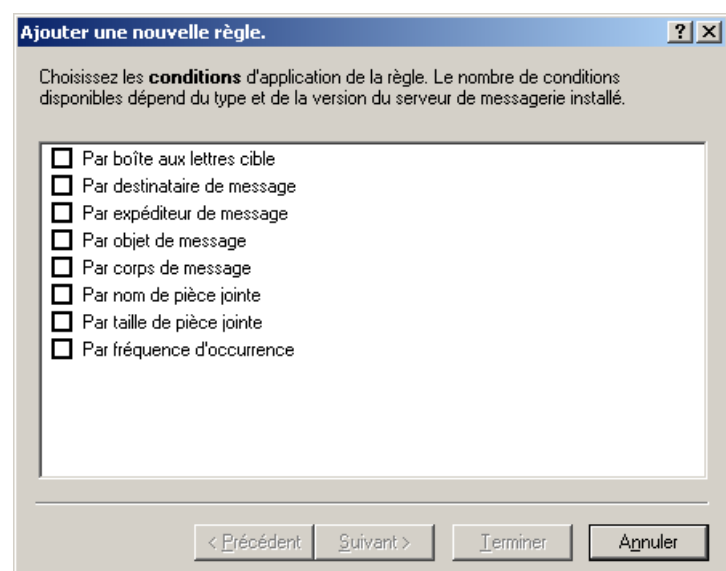 Ajouter une nouvelle règle.
Choisissez les conditions d'application de la règle. Le nombre de conditions
disponibles dépend du type et de la version du serveur de messagerie installé.
Par boîte aux lettres cible
Par destinataire de message
Par expéditeur de message
Par objet de message
Par corps de message
Par nom de pièce jointe
Par taille de pièce jointe
Par fréquence d'occurrence
< Précédent Suivant > Terminer Annuler